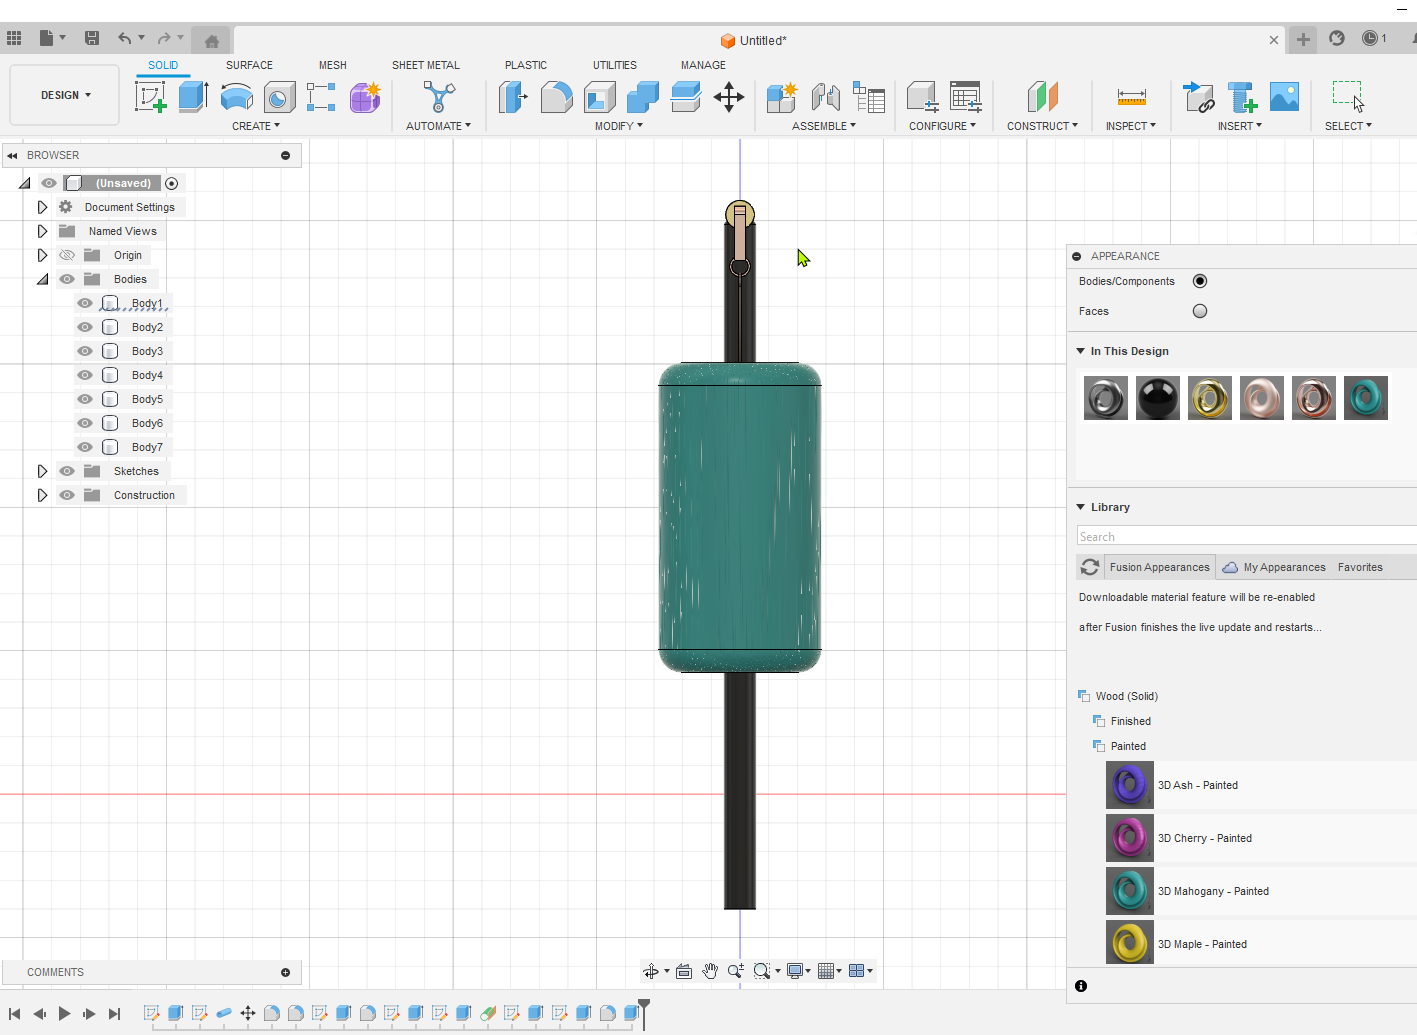 Untitled*
1
SOLID
SURFACE
MESH
SHEET METAL
PLASTIC
UTILITIES
MANAGE
DESIGN
CREATE
AUTOMATE
MODIFY
ASSEMBLE
CONFIGURE
CONSTRUCT
INSPECT
INSERT
SELECT
BROWSER
(Unsaved)
Document Settings
Named Views
Origin
Bodies
Body1
Body2
Body3
Body4
Body5
Body6
Body7
Sketches
Construction
APPEARANCE
Bodies/Components
Faces
In This Design
Library
Search
Fusion Appearances
My Appearances
Favorites
Downloadable material feature will be re-enabled
after Fusion finishes the live update and restarts...
Wood (Solid)
Finished
Painted
3D Ash - Painted
3D Cherry - Painted
3D Mahogany - Painted
3D Maple - Painted
COMMENTS